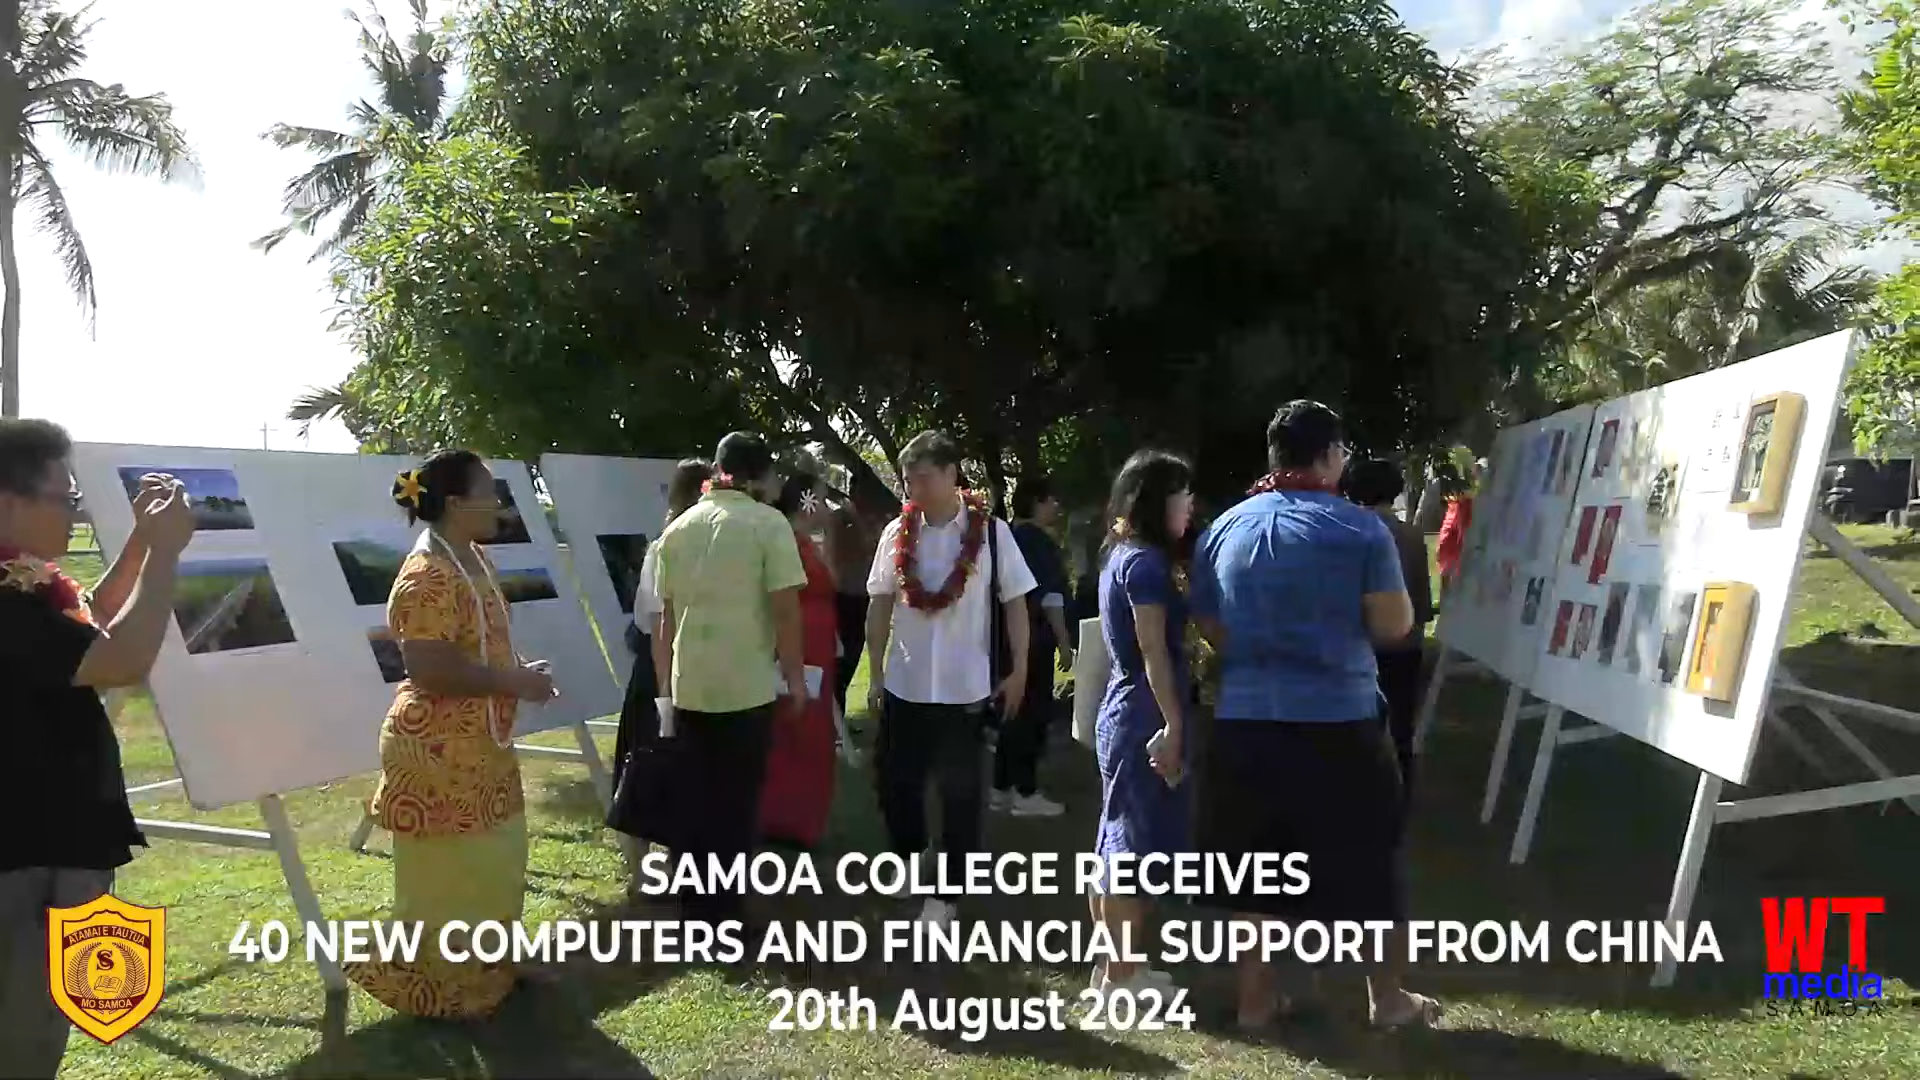 SAMOA COLLEGE RECEIVES
40 NEW COMPUTERS AND FINANCIAL SUPPORT FROM CHINA
20th August 2024
ATAMAI E TAUTUA
S
MO SAMOA
WT
media
SAMOA